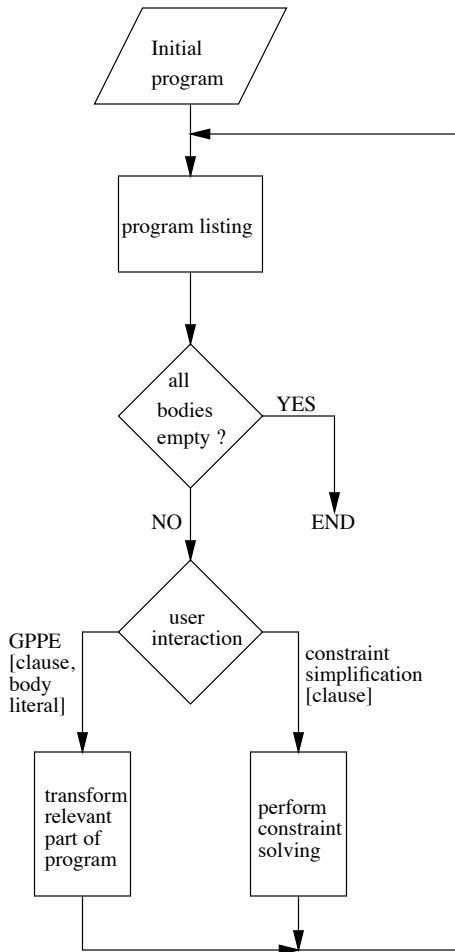 Initial
program
program listing
all
bodies
empty ?
YES
END
NO
user
interaction
GPPE
[clause,
body
literal]
constraint
simplification
[clause]
transform
relevant
part of
program
perform
constraint
solving